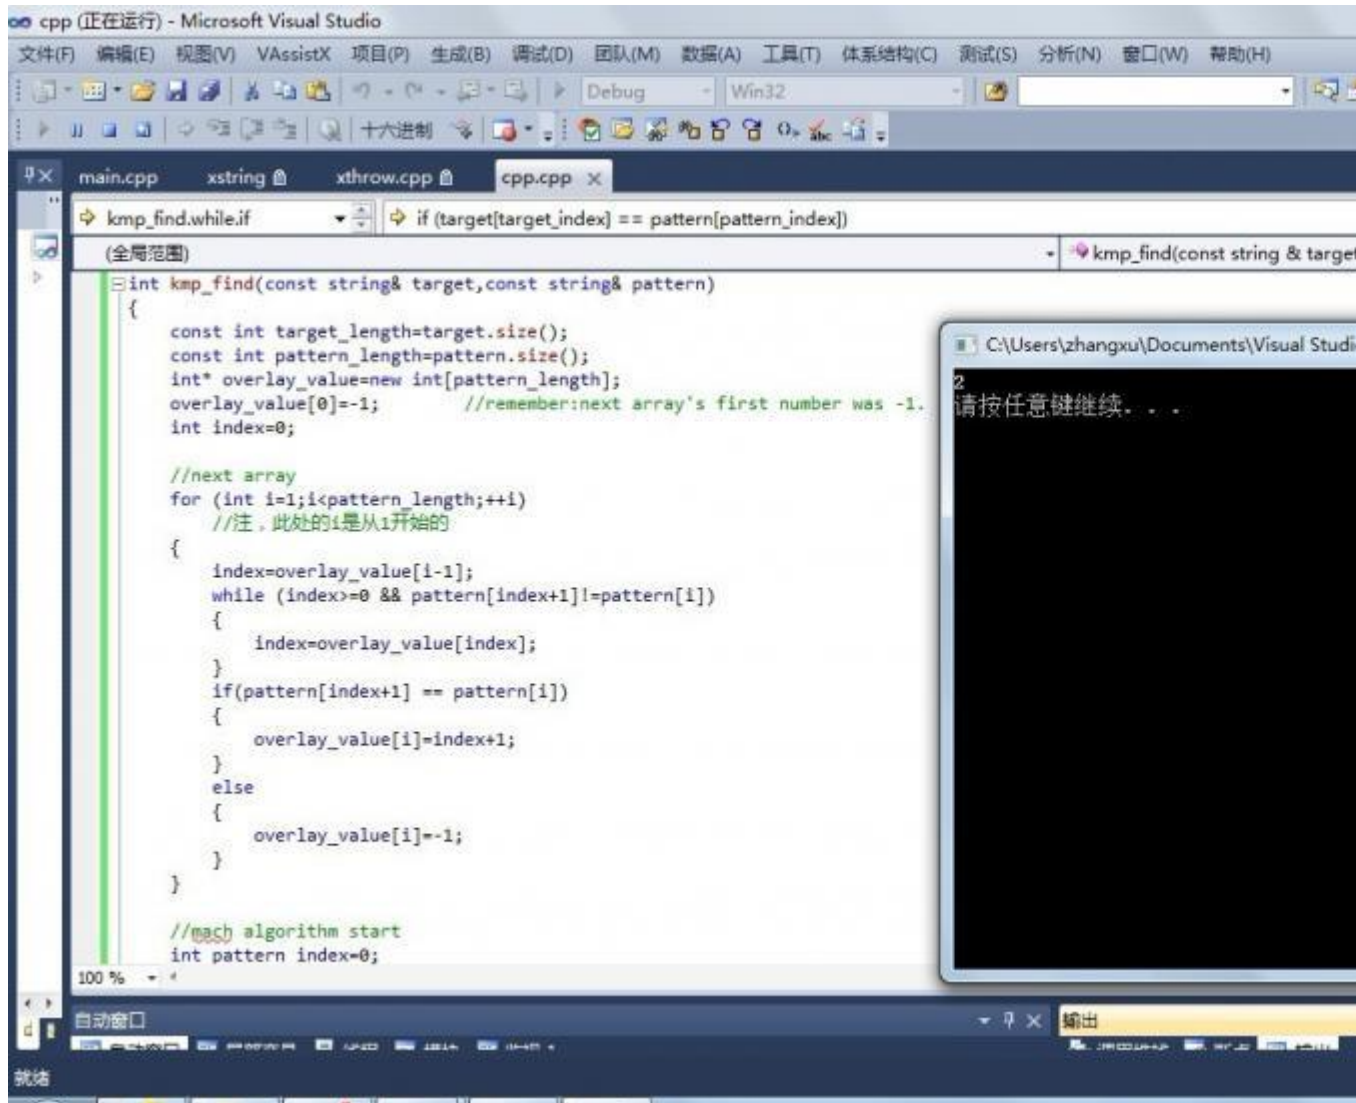 cpp (正在运行) - Microsoft Visual Studio
文件(F) 编辑(E) 视图(V) VAssistX 项目(P) 生成(B) 调试(D) 团队(M) 数据(A) 工具(T) 体系结构(C) 测试(S) 分析(N) 窗口(W) 帮助(H)
Debug Win32
十六进制
main.cpp xstring xthrow.cpp cpp.cpp
kmp_find.while.if if (target[target_index] == pattern[pattern_index])
(全局范围) kmp_find(const string & target
int kmp_find(const string& target,const string& pattern)
{
const int target_length=target.size();
const int pattern_length=pattern.size();
int* overlay_value=new int[pattern_length];
overlay_value[0]=-1; //remember:next array's first number was -1.
int index=0;
//next array
for (int i=1;i<pattern_length;++i)
//注，此处的i是从1开始的
{
index=overlay_value[i-1];
while (index>=0 && pattern[index+1]!=pattern[i])
{
index=overlay_value[index];
}
if(pattern[index+1] == pattern[i])
{
overlay_value[i]=index+1;
}
else
{
overlay_value[i]=-1;
}
}
//mach algorithm start
int pattern_index=0;
100 %
C:\Users\zhangxu\Documents\Visual Studi
2
请按任意键继续. . .
自动窗口
输出
就绪